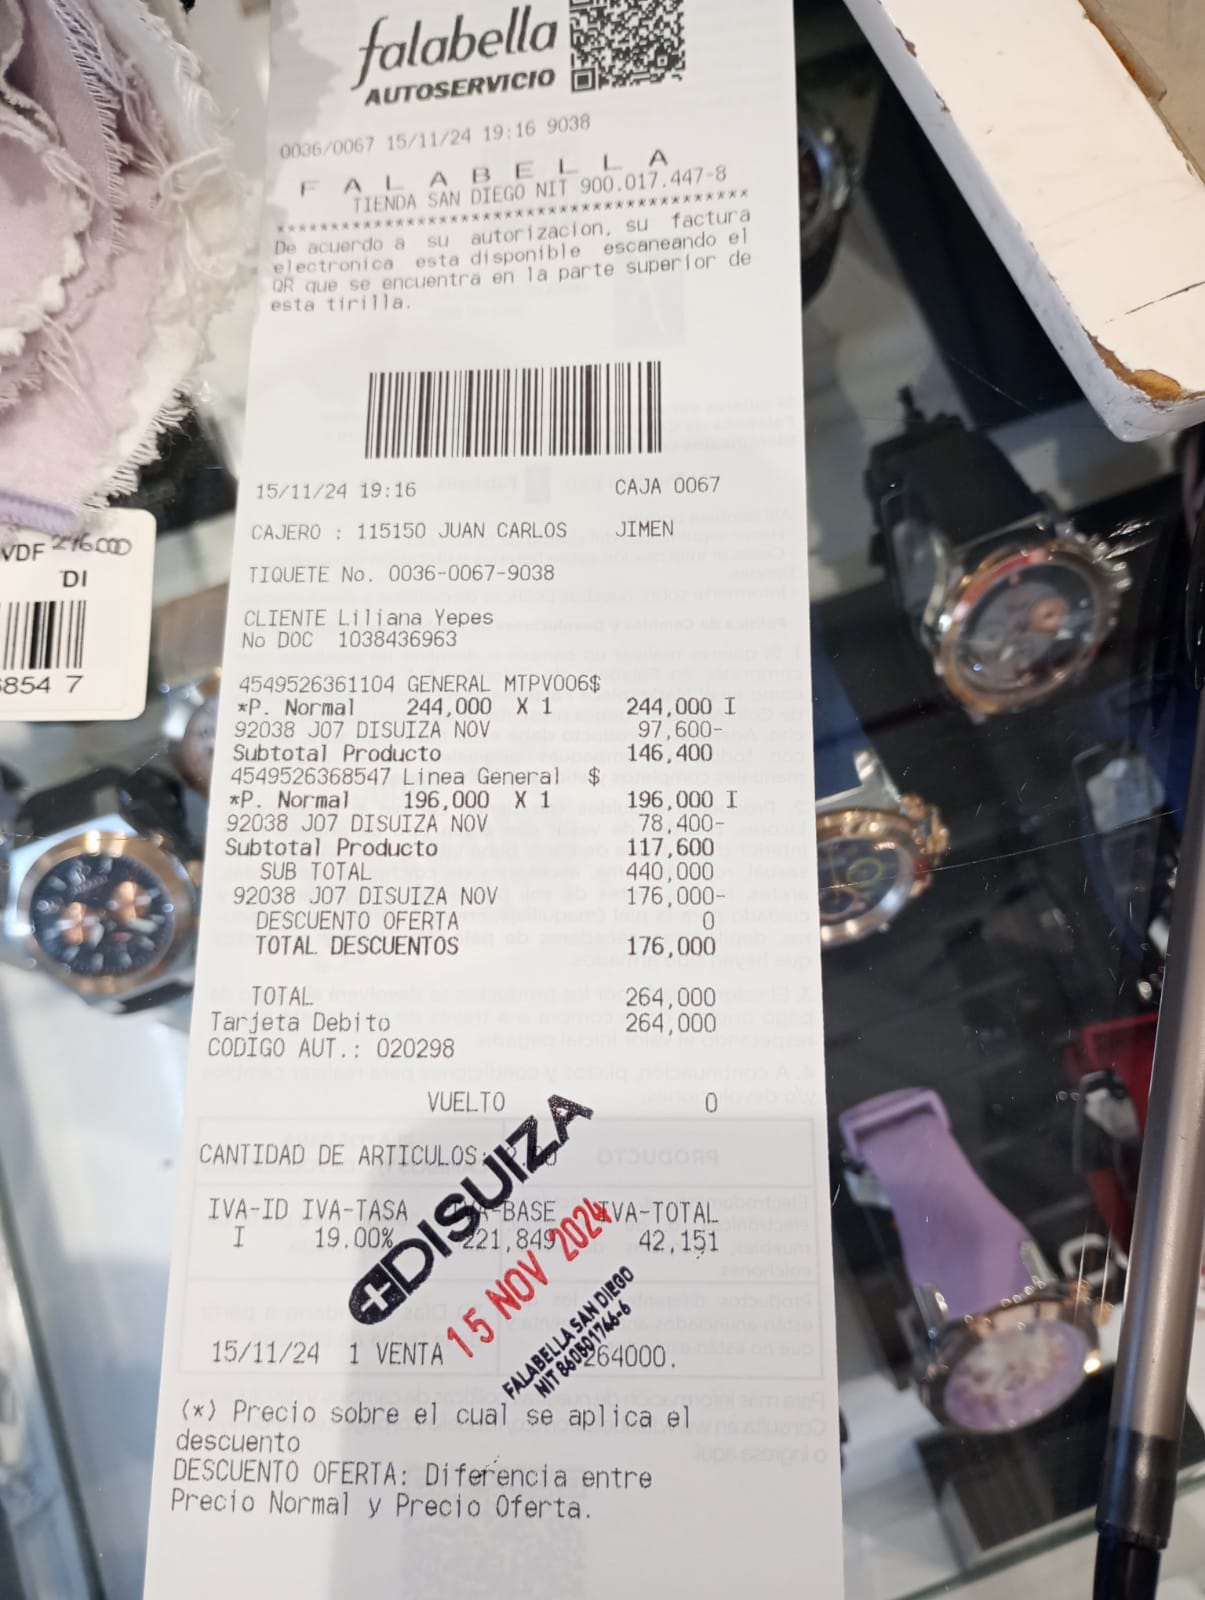 falabella
AUTOSERVICIO
0036/0067 15/11/24 19:16 9038
F A L A B E L L A
TIENDA SAN DIEGO NIT 900.017.447-8
****************************************
De acuerdo a su autorizacion, su factura
electronica esta disponible escaneando el
QR que se encuentra en la parte superior de
esta tirilla.
15/11/24 19:16 CAJA 0067
CAJERO : 115150 JUAN CARLOS JIMEN
TIQUETE No. 0036-0067-9038
CLIENTE Liliana Yepes
No DOC 1038436963
4549526361104 GENERAL MTPV006$
*P. Normal 244,000 X 1 244,000 I
92038 J07 DISUIZA NOV 97,600-
Subtotal Producto 146,400
4549526368547 Linea General $
*P. Normal 196,000 X 1 196,000 I
92038 J07 DISUIZA NOV 78,400-
Subtotal Producto 117,600
SUB TOTAL 440,000
92038 J07 DISUIZA NOV 176,000-
DESCUENTO OFERTA 0
TOTAL DESCUENTOS 176,000
TOTAL 264,000
Tarjeta Debito 264,000
CODIGO AUT.: 020298
VUELTO 0
CANTIDAD DE ARTICULOS:
IVA-ID IVA-TASA IVA-BASE IVA-TOTAL
I 19.00% 221,849 42,151
15/11/24 1 VENTA 264000.
DISUIZA
15 NOV 2024
FALABELLA SAN DIEGO
NIT 860501766-6
(*) Precio sobre el cual se aplica el
descuento
DESCUENTO OFERTA: Diferencia entre
Precio Normal y Precio Oferta.
VDF 276.000
DI
6854 7